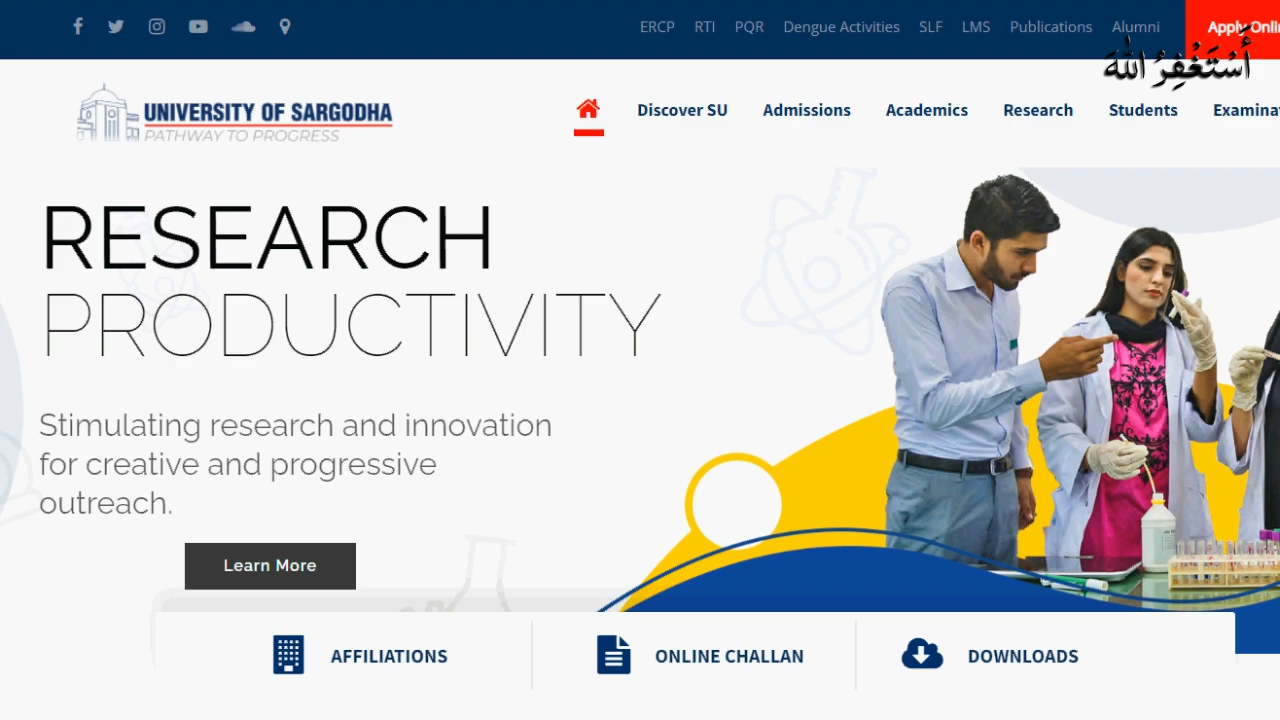 ERCP RTI PQR Dengue Activities SLF LMS Publications Alumni Apply
أَسْتَغْفِرُ اللهَ
UNIVERSITY OF SARGODHA
PATHWAY TO PROGRESS
Discover SU Admissions Academics Research Students
RESEARCH
PRODUCTIVITY
Stimulating research and innovation
for creative and progressive
outreach.
Learn More
AFFILIATIONS ONLINE CHALLAN DOWNLOADS